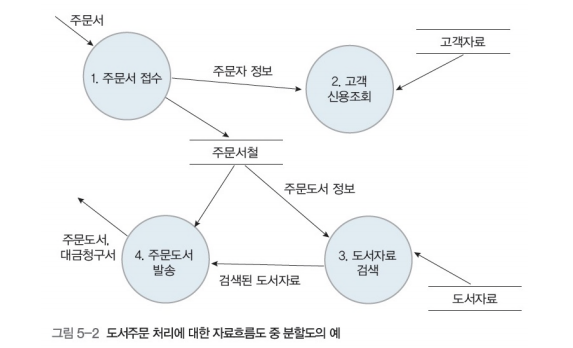 주문서
1. 주문서 접수
주문자 정보
2. 고객
신용조회
고객자료
주문서철
주문도서 정보
주문도서,
대금청구서
4. 주문도서
발송
검색된 도서자료
3. 도서자료
검색
도서자료
그림 5-2 도서주문 처리에 대한 자료흐름도 중 분할도의 예